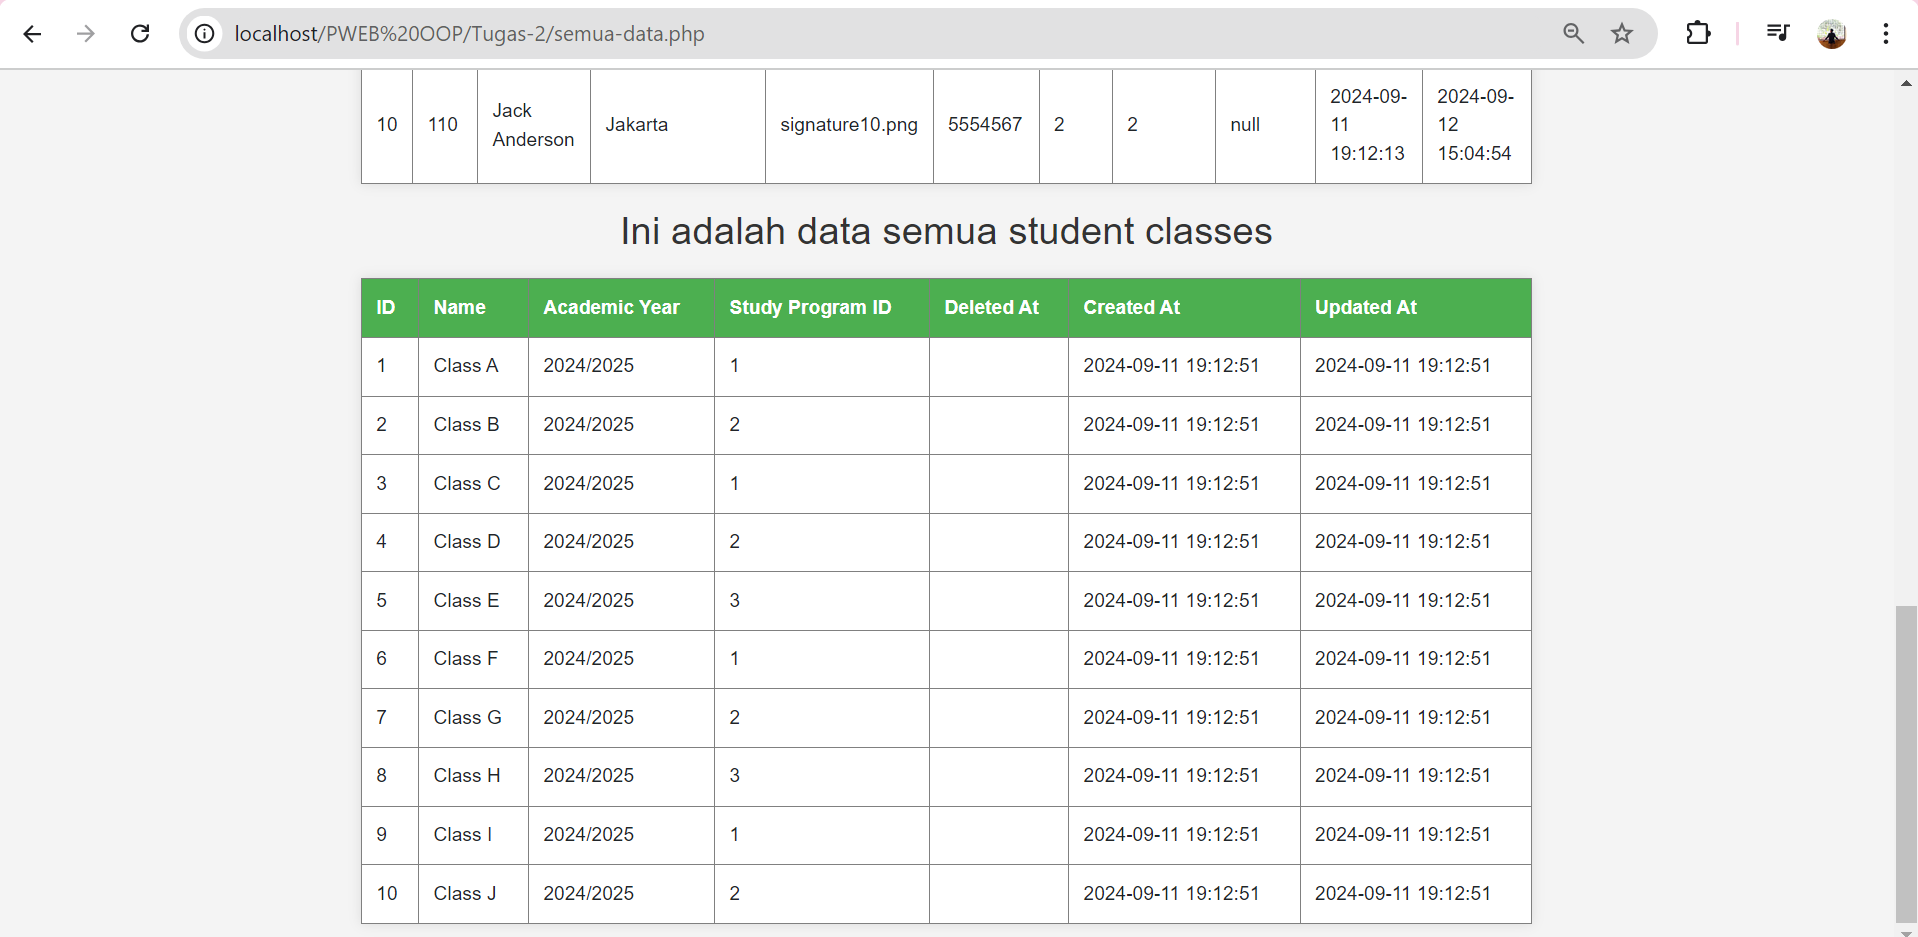 localhost/PWEB%20OOP/Tugas-2/semua-data.php
10 110 Jack Anderson Jakarta signature10.png 5554567 2 2 null 2024-09-11 19:12:13 2024-09-12 15:04:54
Ini adalah data semua student classes
ID Name Academic Year Study Program ID Deleted At Created At Updated At
1 Class A 2024/2025 1 2024-09-11 19:12:51 2024-09-11 19:12:51
2 Class B 2024/2025 2 2024-09-11 19:12:51 2024-09-11 19:12:51
3 Class C 2024/2025 1 2024-09-11 19:12:51 2024-09-11 19:12:51
4 Class D 2024/2025 2 2024-09-11 19:12:51 2024-09-11 19:12:51
5 Class E 2024/2025 3 2024-09-11 19:12:51 2024-09-11 19:12:51
6 Class F 2024/2025 1 2024-09-11 19:12:51 2024-09-11 19:12:51
7 Class G 2024/2025 2 2024-09-11 19:12:51 2024-09-11 19:12:51
8 Class H 2024/2025 3 2024-09-11 19:12:51 2024-09-11 19:12:51
9 Class I 2024/2025 1 2024-09-11 19:12:51 2024-09-11 19:12:51
10 Class J 2024/2025 2 2024-09-11 19:12:51 2024-09-11 19:12:51